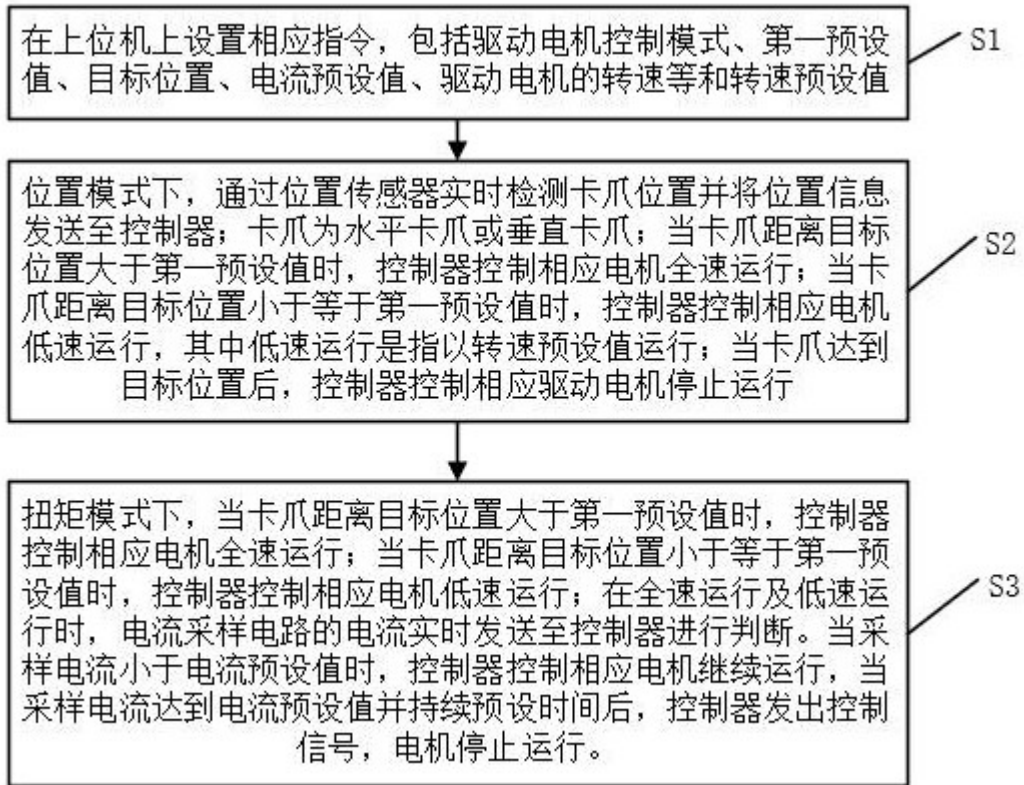 在上位机上设置相应指令，包括驱动电机控制模式、第一预设
值、目标位置、电流预设值、驱动电机的转速等和转速预设值
S1
位置模式下，通过位置传感器实时检测卡爪位置并将位置信息
发送至控制器；卡爪为水平卡爪或垂直卡爪；当卡爪距离目标
位置大于第一预设值时，控制器控制相应电机全速运行；当卡
爪距离目标位置小于等于第一预设值时，控制器控制相应电机
低速运行，其中低速运行是指以转速预设值运行；当卡爪达到
目标位置后，控制器控制相应驱动电机停止运行
S2
扭矩模式下，当卡爪距离目标位置大于第一预设值时，控制器
控制相应电机全速运行；当卡爪距离目标位置小于等于第一预
设值时，控制器控制相应电机低速运行；在全速运行及低速运
行时，电流采样电路的电流实时发送至控制器进行判断。当采
样电流小于电流预设值时，控制器控制相应电机继续运行，当
采样电流达到电流预设值并持续预设时间后，控制器发出控制
信号，电机停止运行。
S3